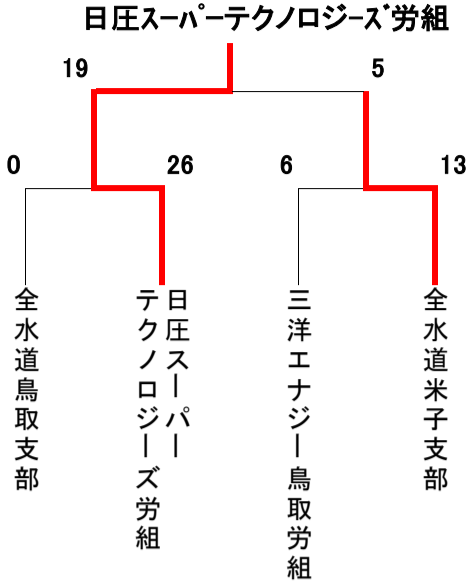 日圧ｽｰﾊﾟｰテクノロジｰｽﾞ労組
19
5
0
26
6
13
全水道鳥取支部
日圧スーパー
テクノロジーズ労組
三洋エナジー鳥取労組
全水道米子支部